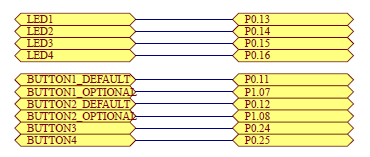 LED1 P0.13
LED2 P0.14
LED3 P0.15
LED4 P0.16
BUTTON1_DEFAULT P0.11
BUTTON1_OPTIONAL P1.07
BUTTON2_DEFAULT P0.12
BUTTON2_OPTIONAL P1.08
BUTTON3 P0.24
BUTTON4 P0.25